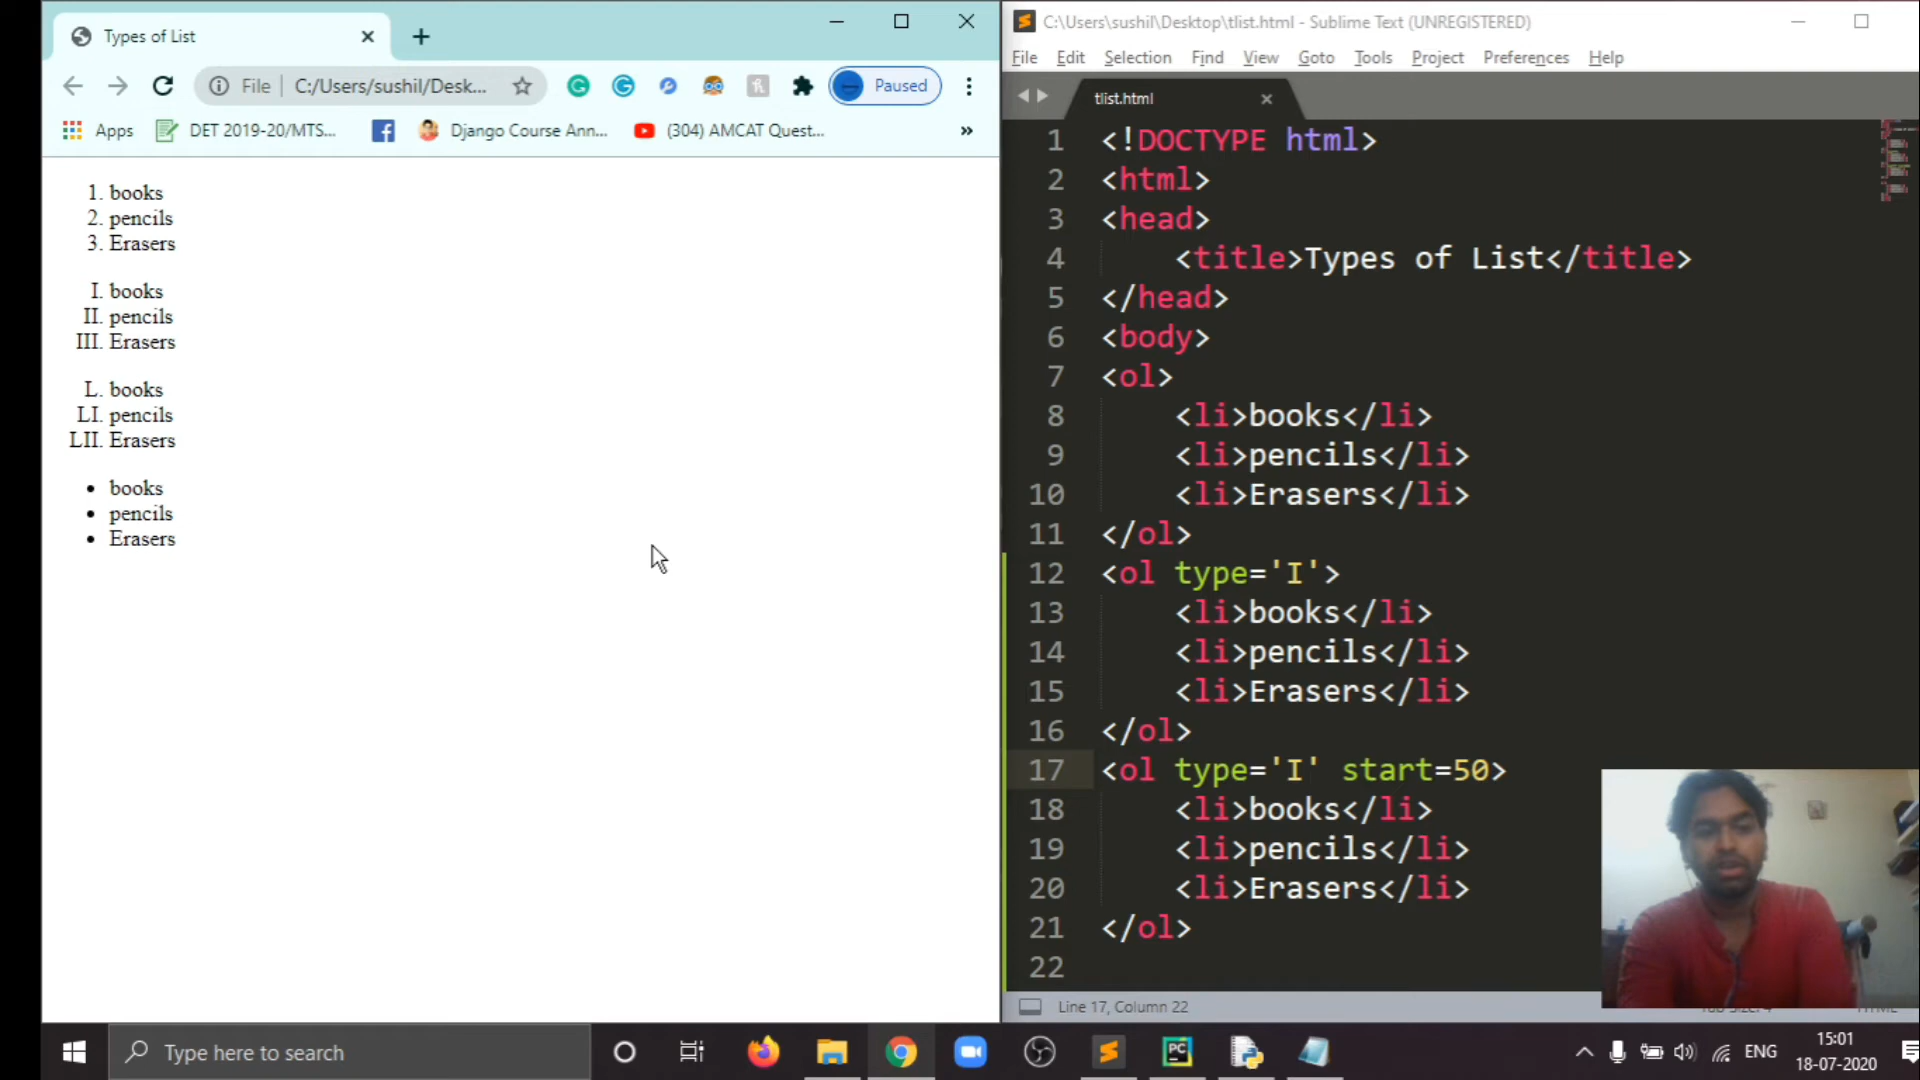 Types of List
File C:/Users/sushil/Desk...
Paused
Apps DET 2019-20/MTS... Django Course Ann... (304) AMCAT Quest... »
1. books
2. pencils
3. Erasers
I. books
II. pencils
III. Erasers
L. books
LI. pencils
LII. Erasers
• books
• pencils
• Erasers
C:\Users\sushil\Desktop\tlist.html - Sublime Text (UNREGISTERED)
File Edit Selection Find View Goto Tools Project Preferences Help
tlist.html
1 <!DOCTYPE html>
2 <html>
3 <head>
4 <title>Types of List</title>
5 </head>
6 <body>
7 <ol>
8 <li>books</li>
9 <li>pencils</li>
10 <li>Erasers</li>
11 </ol>
12 <ol type='I'>
13 <li>books</li>
14 <li>pencils</li>
15 <li>Erasers</li>
16 </ol>
17 <ol type='I' start=50>
18 <li>books</li>
19 <li>pencils</li>
20 <li>Erasers</li>
21 </ol>
22
Line 17, Column 22
Type here to search
ENG
15:01
18-07-2020